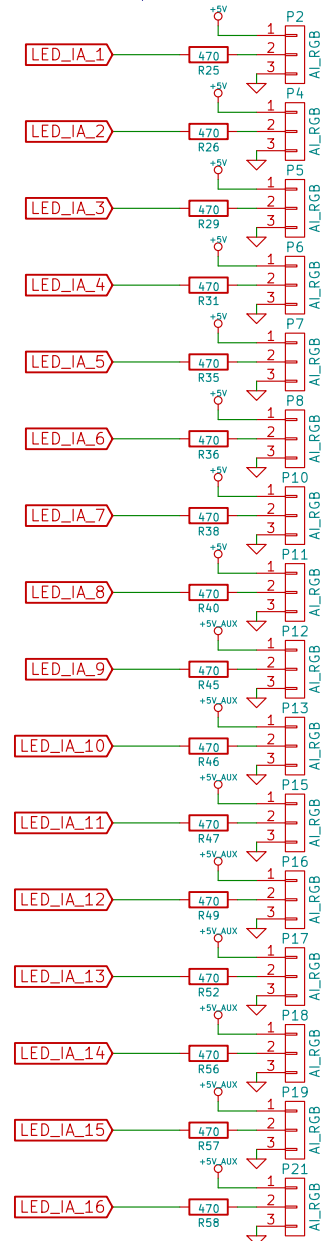 +5V P2
LED_IA_1 470 1 2 3 AI_RGB
R25
+5V P4
LED_IA_2 470 1 2 3 AI_RGB
R26
+5V P5
LED_IA_3 470 1 2 3 AI_RGB
R29
+5V P6
LED_IA_4 470 1 2 3 AI_RGB
R31
+5V P7
LED_IA_5 470 1 2 3 AI_RGB
R35
+5V P8
LED_IA_6 470 1 2 3 AI_RGB
R36
+5V P10
LED_IA_7 470 1 2 3 AI_RGB
R38
+5V P11
LED_IA_8 470 1 2 3 AI_RGB
R40
+5V_AUX P12
LED_IA_9 470 1 2 3 AI_RGB
R45
+5V_AUX P13
LED_IA_10 470 1 2 3 AI_RGB
R46
+5V_AUX P15
LED_IA_11 470 1 2 3 AI_RGB
R47
+5V_AUX P16
LED_IA_12 470 1 2 3 AI_RGB
R49
+5V_AUX P17
LED_IA_13 470 1 2 3 AI_RGB
R52
+5V_AUX P18
LED_IA_14 470 1 2 3 AI_RGB
R56
+5V_AUX P19
LED_IA_15 470 1 2 3 AI_RGB
R57
+5V_AUX P21
LED_IA_16 470 1 2 3 AI_RGB
R58